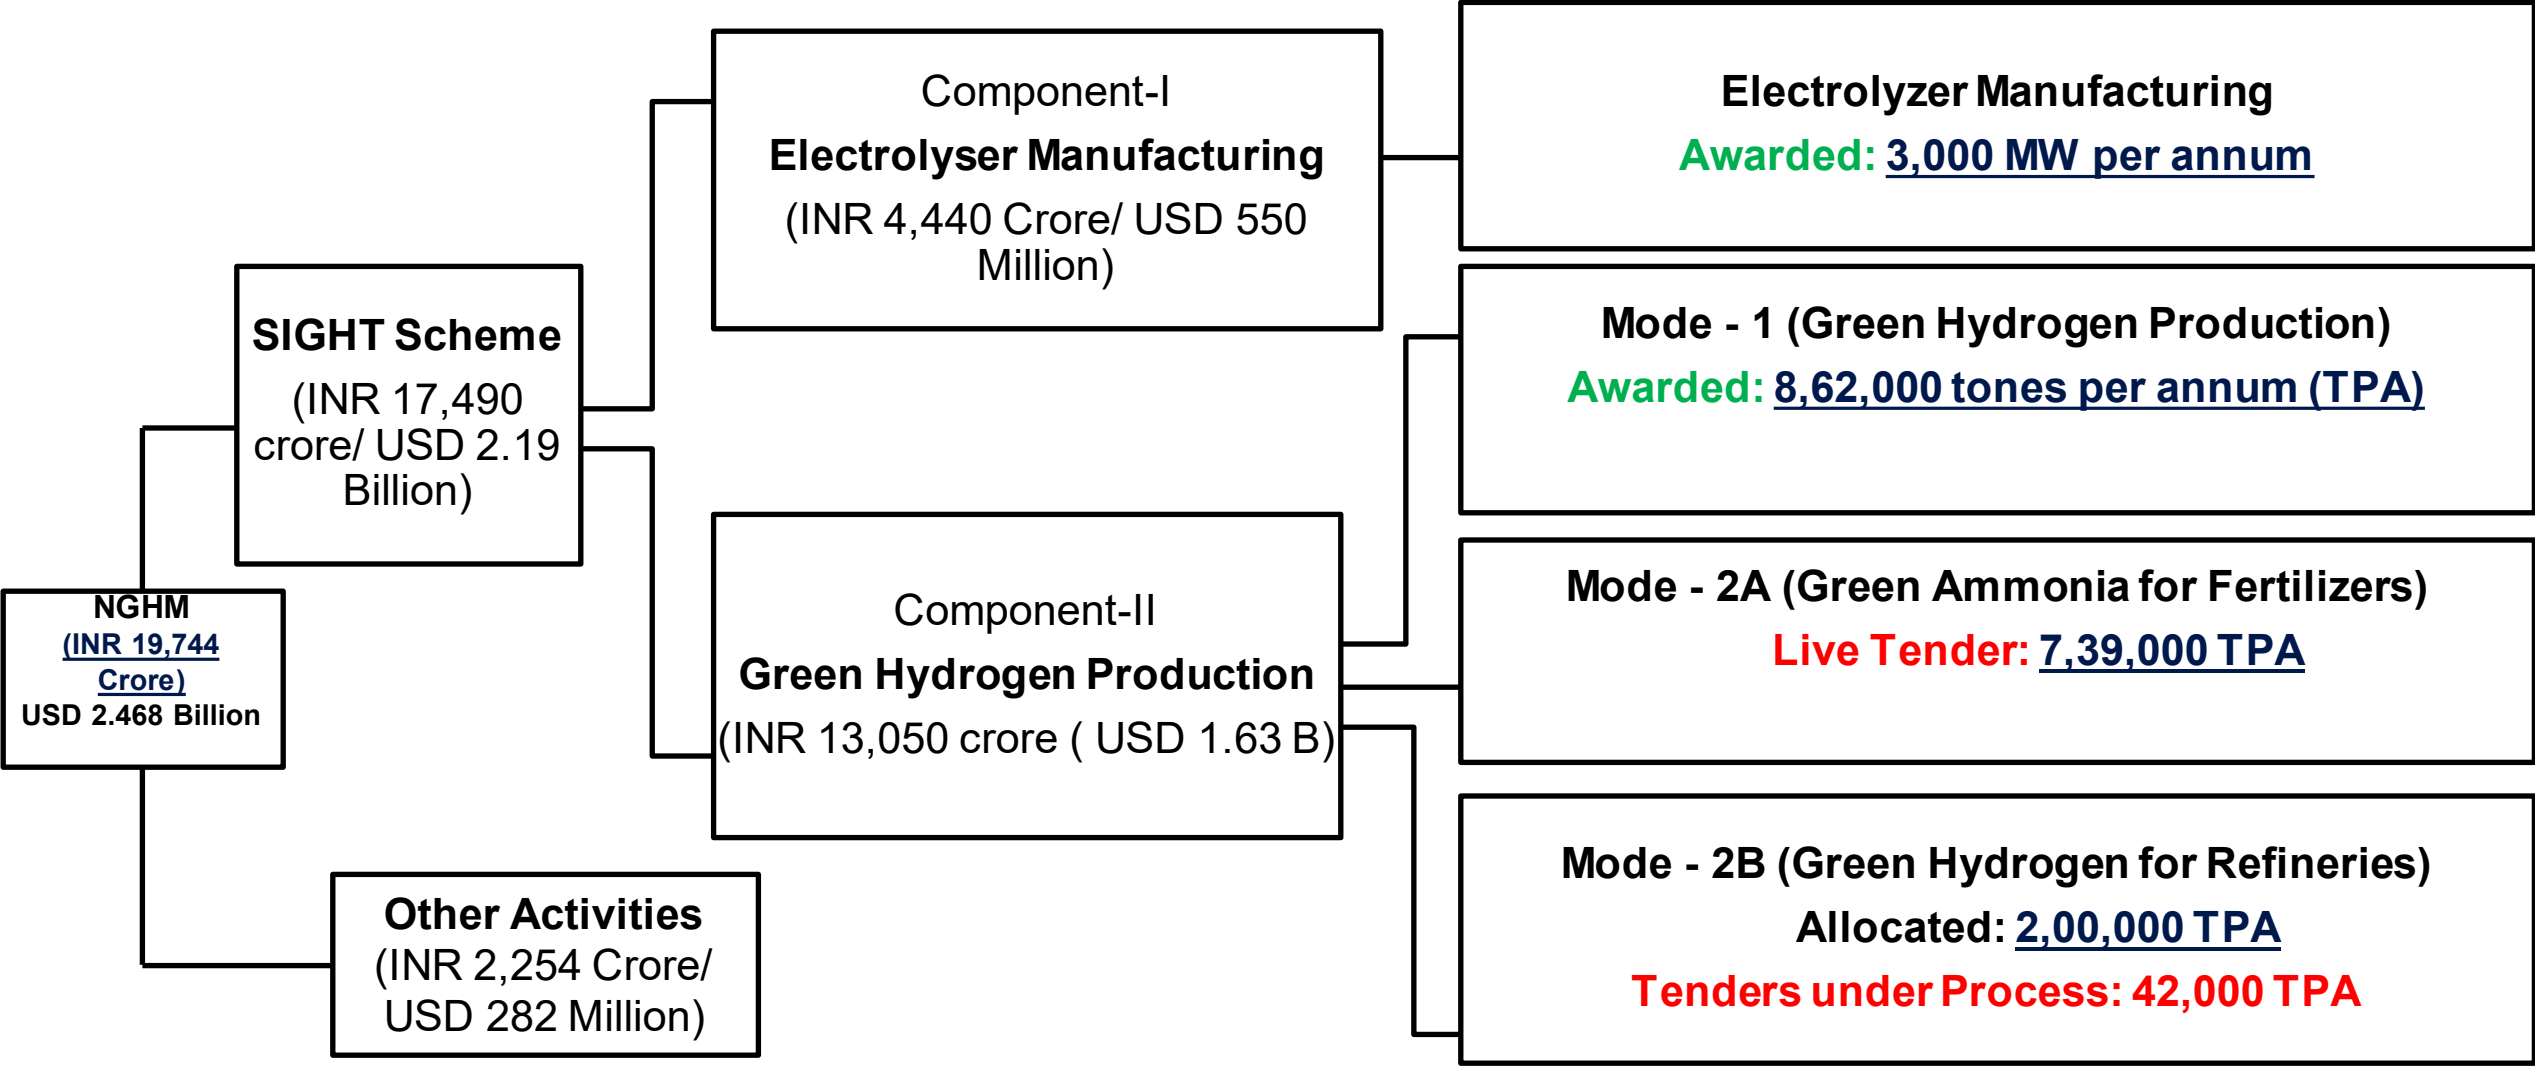 NGHM
(INR 19,744
Crore)
USD 2.468 Billion
SIGHT Scheme
(INR 17,490
crore/ USD 2.19
Billion)
Other Activities
(INR 2,254 Crore/
USD 282 Million)
Component-I
Electrolyser Manufacturing
(INR 4,440 Crore/ USD 550
Million)
Component-II
Green Hydrogen Production
(INR 13,050 crore ( USD 1.63 B)
Electrolyzer Manufacturing
Awarded: 3,000 MW per annum
Mode - 1 (Green Hydrogen Production)
Awarded: 8,62,000 tones per annum (TPA)
Mode - 2A (Green Ammonia for Fertilizers)
Live Tender: 7,39,000 TPA
Mode - 2B (Green Hydrogen for Refineries)
Allocated: 2,00,000 TPA
Tenders under Process: 42,000 TPA